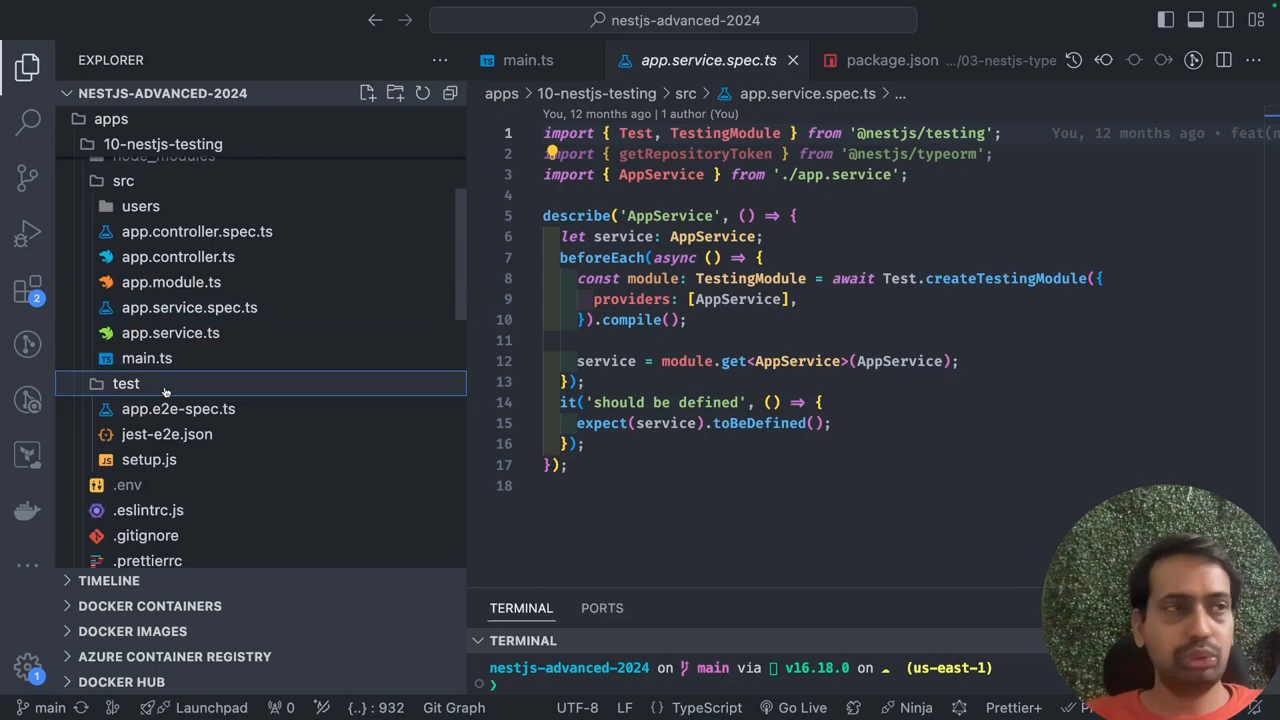 nestjs-advanced-2024
EXPLORER
main.ts
app.service.spec.ts
package.json .../03-nestjs-type
NESTJS-ADVANCED-2024
apps
10-nestjs-testing
node_modules
src
users
app.controller.spec.ts
app.controller.ts
app.module.ts
app.service.spec.ts
app.service.ts
main.ts
test
app.e2e-spec.ts
jest-e2e.json
setup.js
.env
.eslintrc.js
.gitignore
.prettierrc
TIMELINE
DOCKER CONTAINERS
DOCKER IMAGES
AZURE CONTAINER REGISTRY
DOCKER HUB
2
1
apps > 10-nestjs-testing > src > app.service.spec.ts > ...
You, 12 months ago | 1 author (You)
1 import { Test, TestingModule } from '@nestjs/testing'; You, 12 months ago • feat(n
2 import { getRepositoryToken } from '@nestjs/typeorm';
3 import { AppService } from './app.service';
4
5 describe('AppService', () => {
6 let service: AppService;
7 beforeEach(async () => {
8 const module: TestingModule = await Test.createTestingModule({
9 providers: [AppService],
10 }).compile();
11
12 service = module.get<AppService>(AppService);
13 });
14 it('should be defined', () => {
15 expect(service).toBeDefined();
16 });
17 });
18
TERMINAL PORTS
TERMINAL
nestjs-advanced-2024 on main via v16.18.0 on (us-east-1)
❯
main Launchpad 0 {..} : 932 Git Graph UTF-8 LF TypeScript Go Live Ninja Prettier+